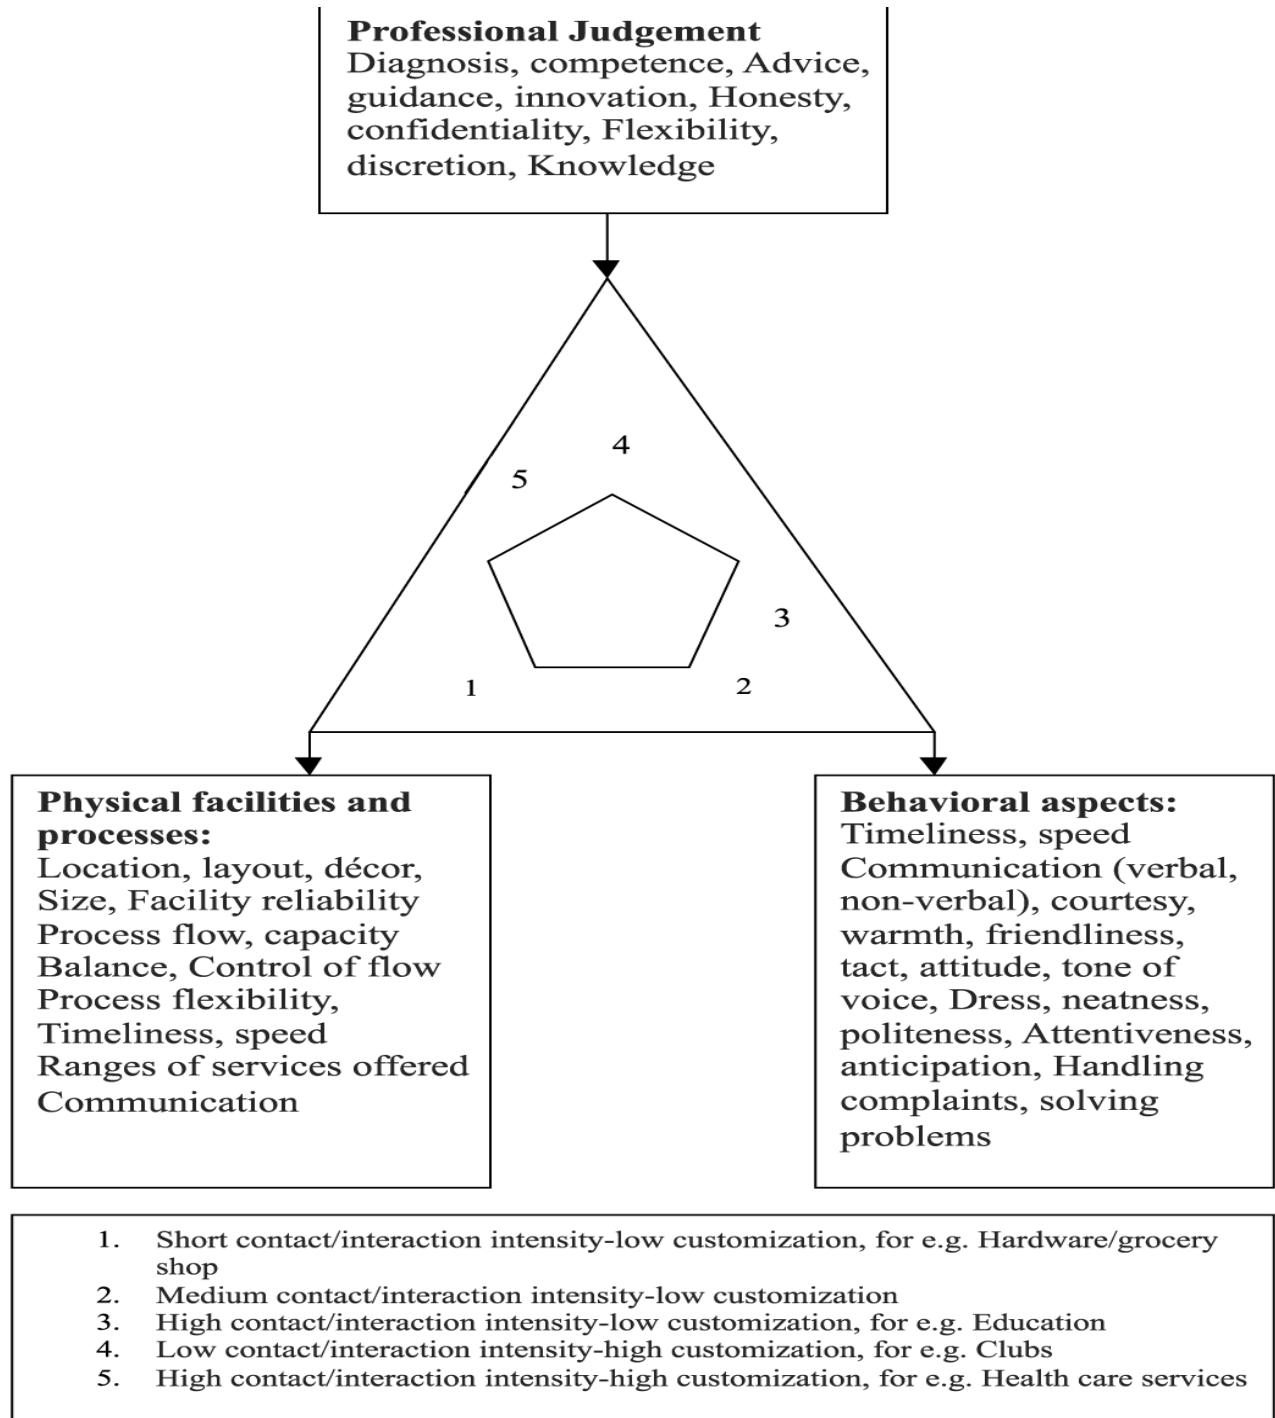 Professional Judgement
Diagnosis, competence, Advice,
guidance, innovation, Honesty,
confidentiality, Flexibility,
discretion, Knowledge
4
5
3
1
2
Physical facilities and
processes:
Location, layout, décor,
Size, Facility reliability
Process flow, capacity
Balance, Control of flow
Process flexibility,
Timeliness, speed
Ranges of services offered
Communication
Behavioral aspects:
Timeliness, speed
Communication (verbal,
non-verbal), courtesy,
warmth, friendliness,
tact, attitude, tone of
voice, Dress, neatness,
politeness, Attentiveness,
anticipation, Handling
complaints, solving
problems
1. Short contact/interaction intensity-low customization, for e.g. Hardware/grocery
shop
2. Medium contact/interaction intensity-low customization
3. High contact/interaction intensity-low customization, for e.g. Education
4. Low contact/interaction intensity-high customization, for e.g. Clubs
5. High contact/interaction intensity-high customization, for e.g. Health care services